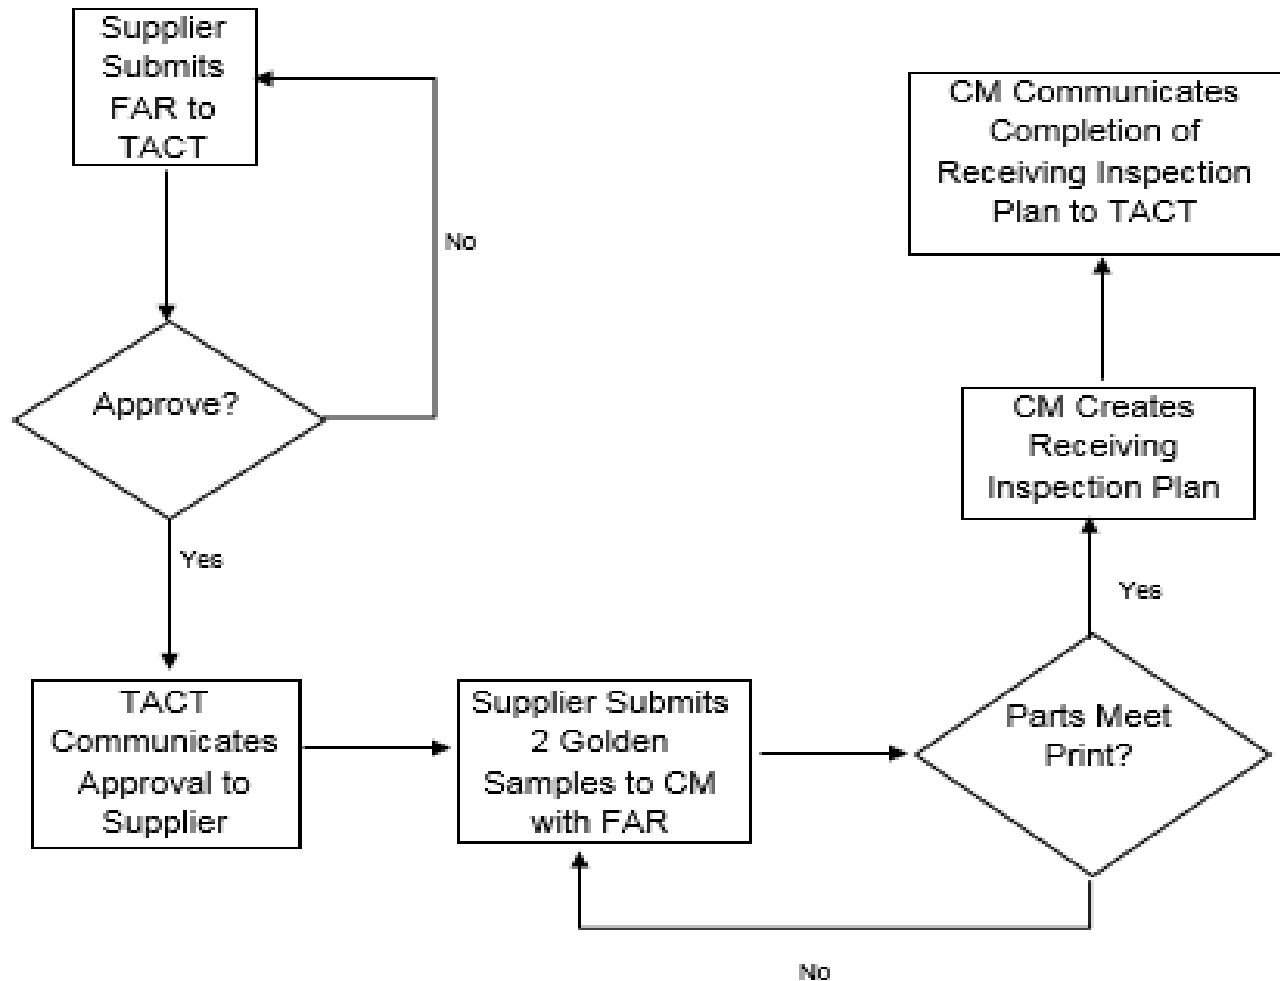 Supplier
Submits
FAR to
TACT
No
Approve?
Yes
TACT
Communicates
Approval to
Supplier
Supplier Submits
2 Golden
Samples to CM
with FAR
Parts Meet
Print?
No
Yes
CM Creates
Receiving
Inspection Plan
CM Communicates
Completion of
Receiving Inspection
Plan to TACT